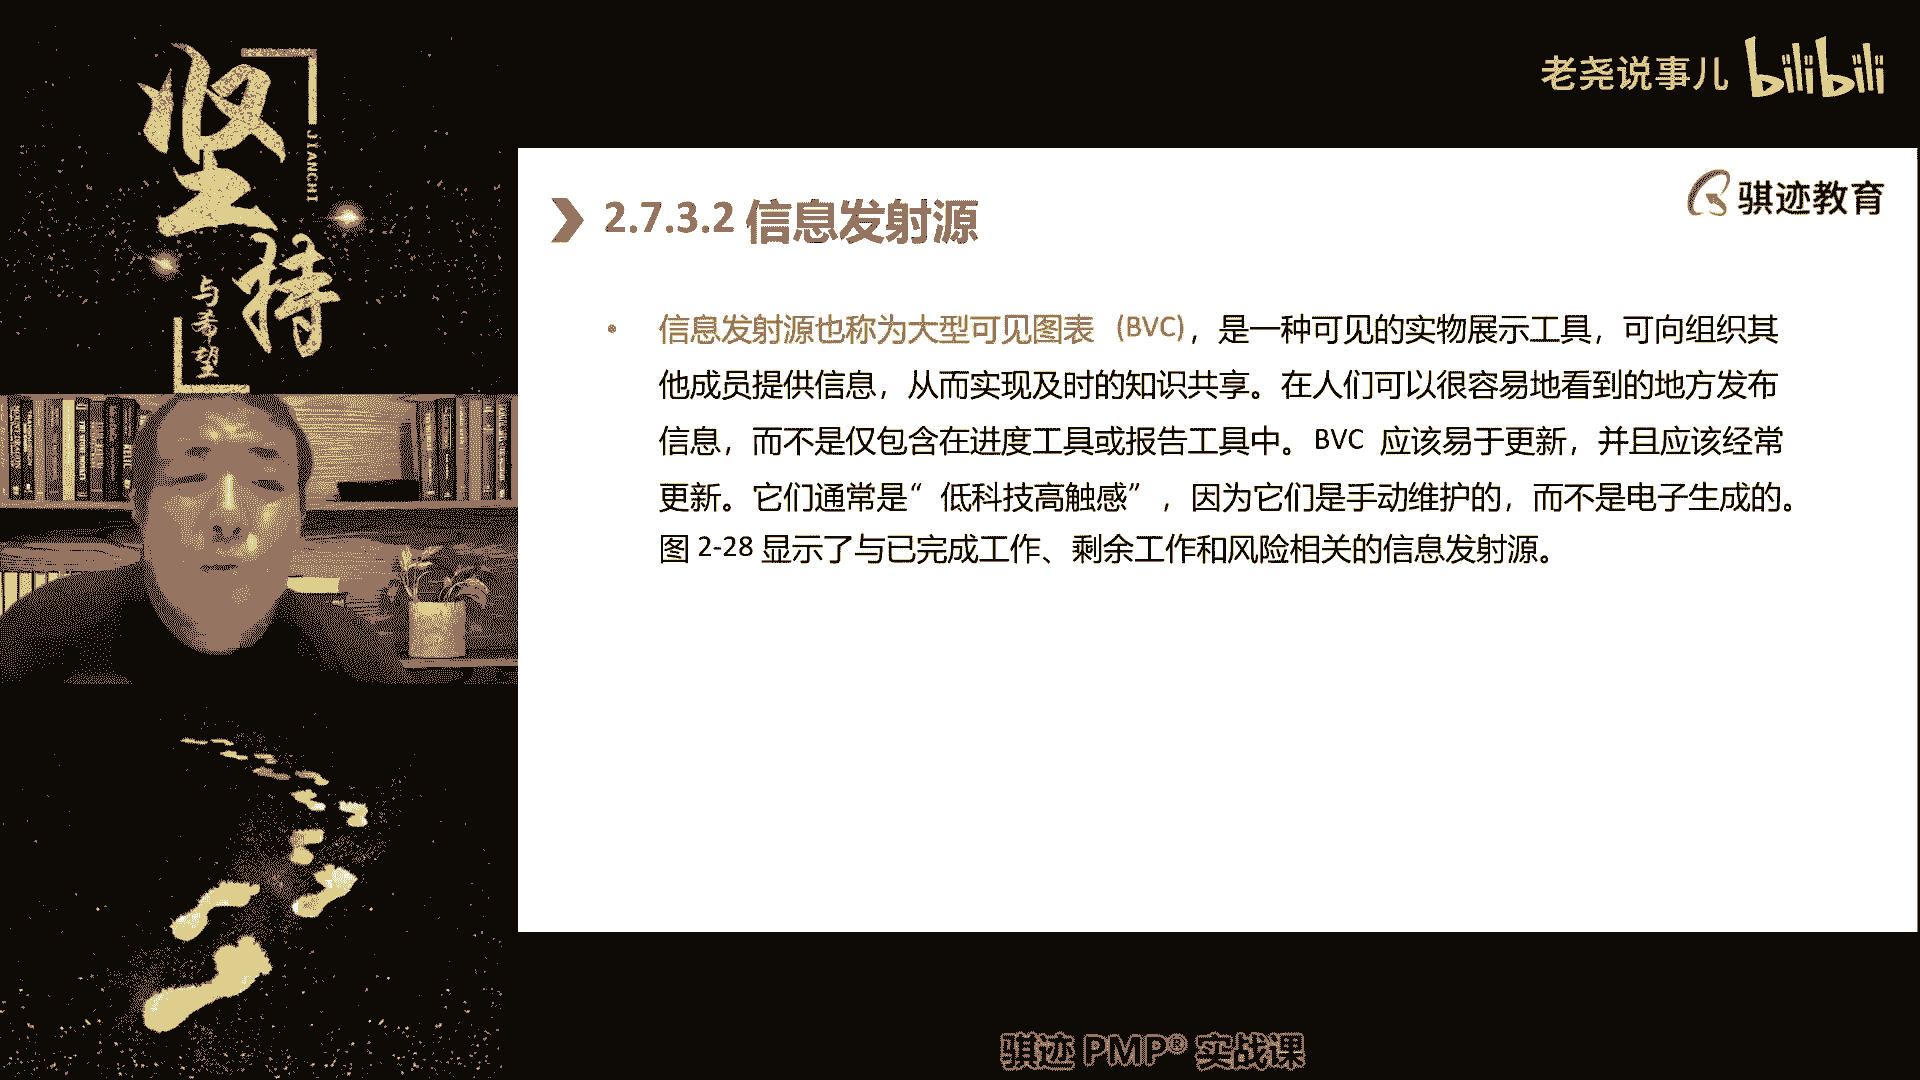 坚持
JIANCHI
与希望
老尧说事儿 bilibili
骐迹教育
2.7.3.2 信息发射源
• 信息发射源也称为大型可见图表 (BVC)，是一种可见的实物展示工具，可向组织其
他成员提供信息，从而实现及时的知识共享。在人们可以很容易地看到的地方发布
信息，而不是仅包含在进度工具或报告工具中。BVC 应该易于更新，并且应该经常
更新。它们通常是“低科技高触感”，因为它们是手动维护的，而不是电子生成的。
图 2-28 显示了与已完成工作、剩余工作和风险相关的信息发射源。
骐迹 PMP® 实战课